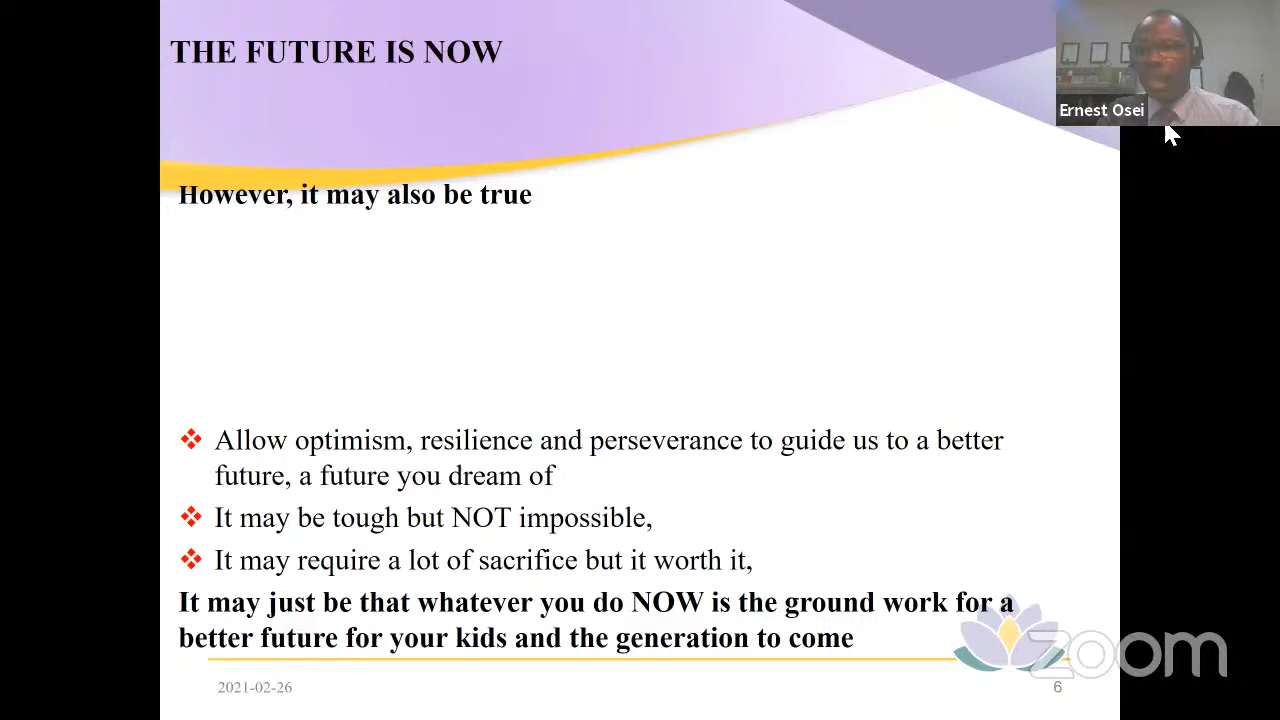 THE FUTURE IS NOW
Ernest Osei
However, it may also be true
Allow optimism, resilience and perseverance to guide us to a better
future, a future you dream of
It may be tough but NOT impossible,
It may require a lot of sacrifice but it worth it,
It may just be that whatever you do NOW is the ground work for a
better future for your kids and the generation to come
zoom
2021-02-26
6